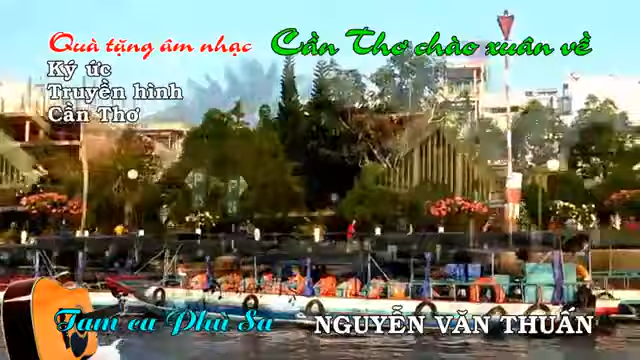 Quà tặng âm nhạc Cần Thơ chào xuân về
Ký ức
Truyền hình
Cần Thơ
P P
Tam ca Phù Sa NGUYỄN VĂN THUẤN